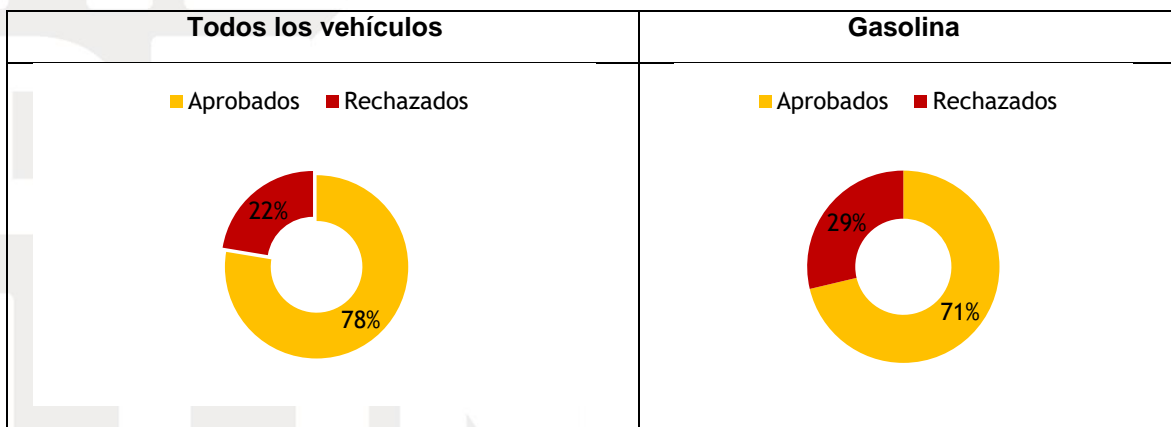 Todos los vehículos
Gasolina
Aprobados Rechazados
22%
78%
Aprobados Rechazados
29%
71%